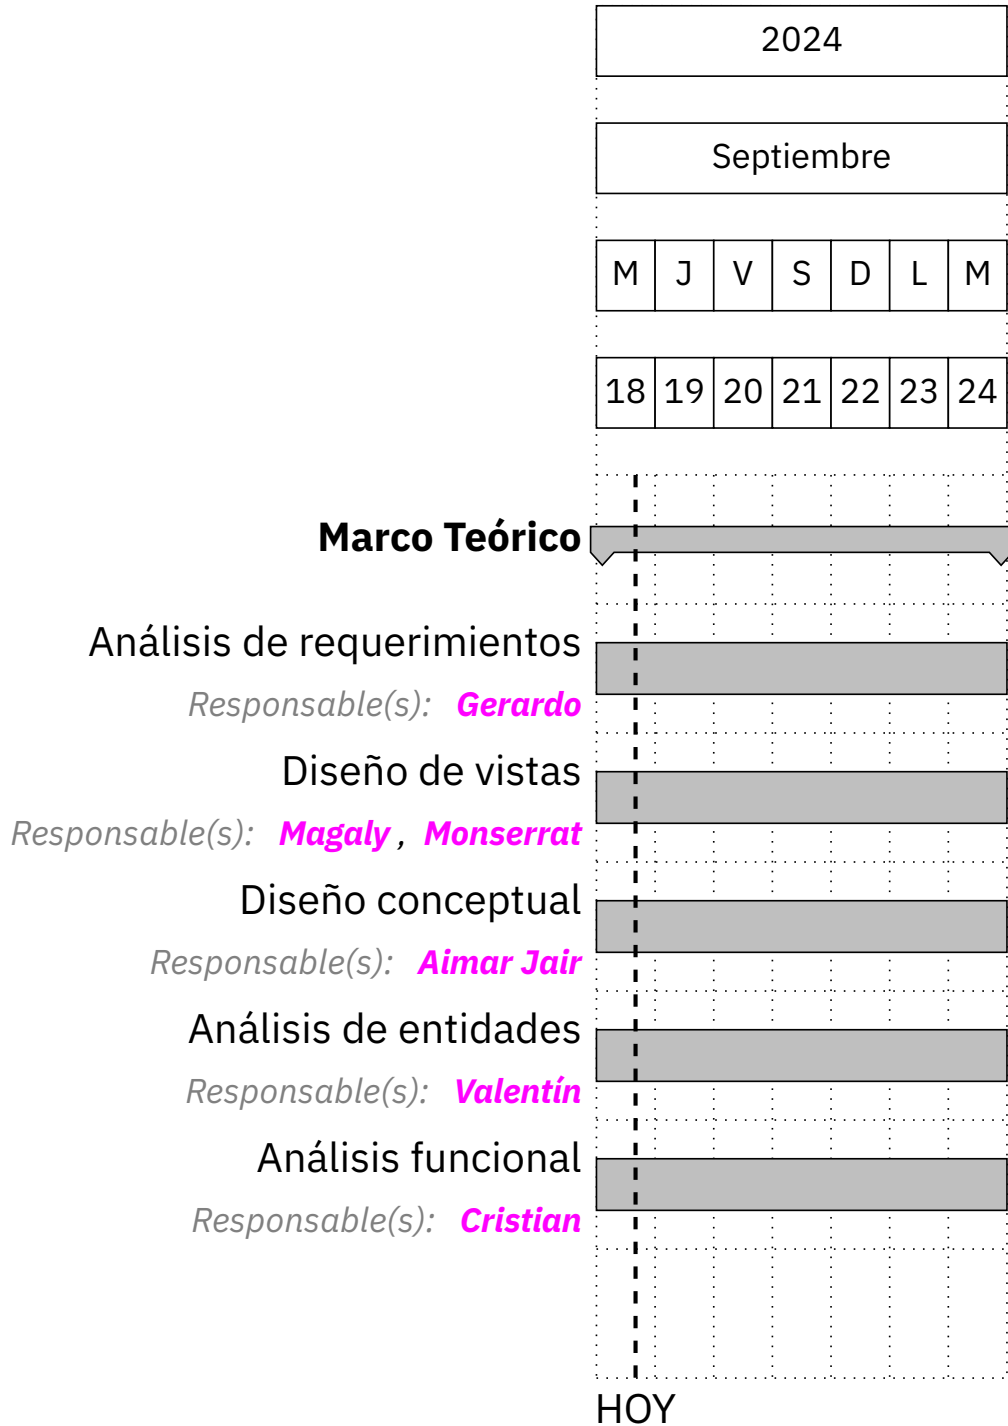 2024
Septiembre
M J V S D L M
18 19 20 21 22 23 24
Marco Teórico
Análisis de requerimientos
Responsable(s): Gerardo
Diseño de vistas
Responsable(s): Magaly , Monserrat
Diseño conceptual
Responsable(s): Aimar Jair
Análisis de entidades
Responsable(s): Valentín
Análisis funcional
Responsable(s): Cristian
HOY